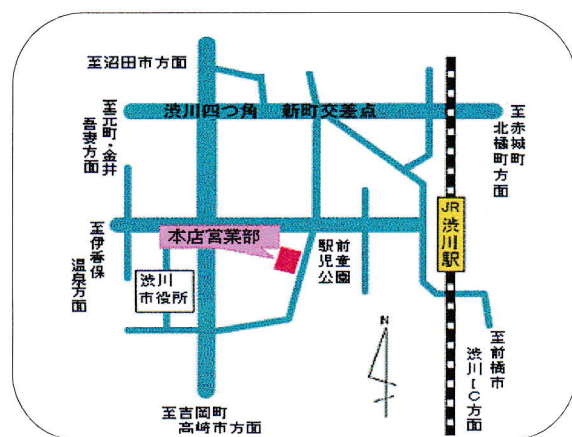 至沼田市方面
渋川四つ角　新町交差点
至元町・金井
吾妻方面
至赤城町
北橘町方面
本店営業部
至伊香保
温泉方面
渋川
市役所
駅前
児童
公園
JR
渋川駅
N
至前橋市
渋川IC方面
至吉岡町
高崎市方面